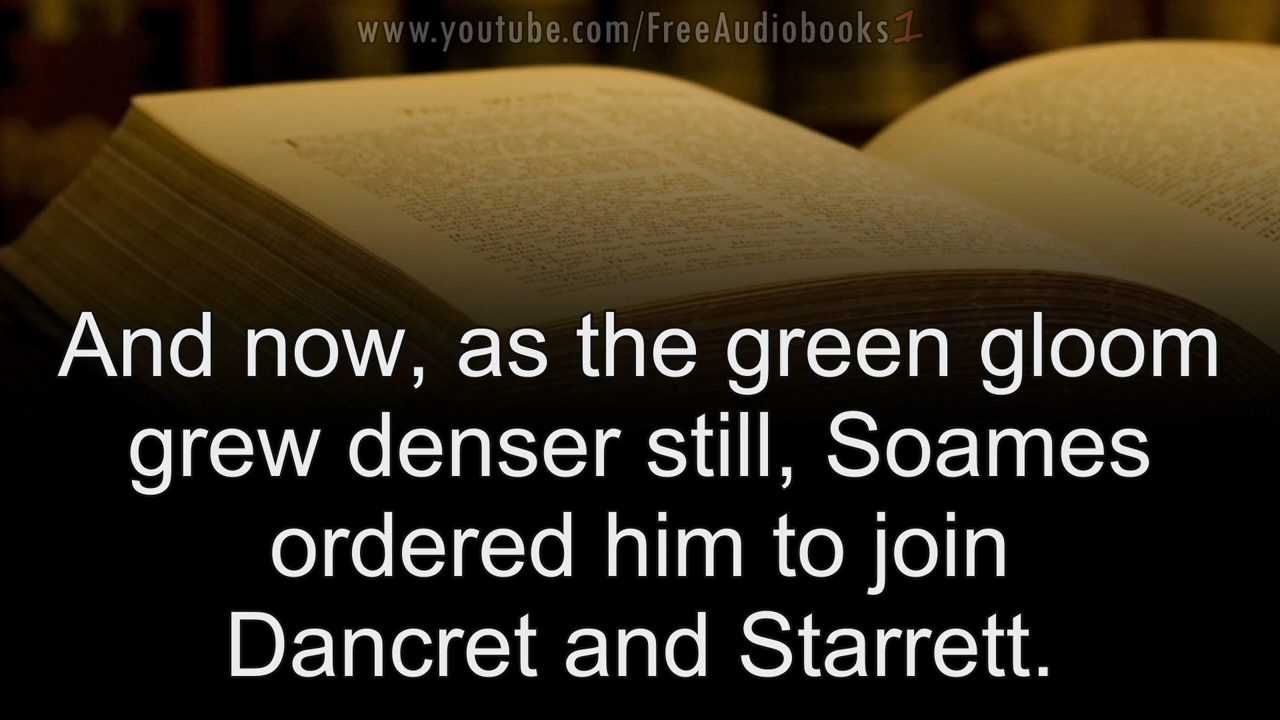 www.youtube.com/FreeAudiobooks1
And now, as the green gloom
grew denser still, Soames
ordered him to join
Dancret and Starrett.